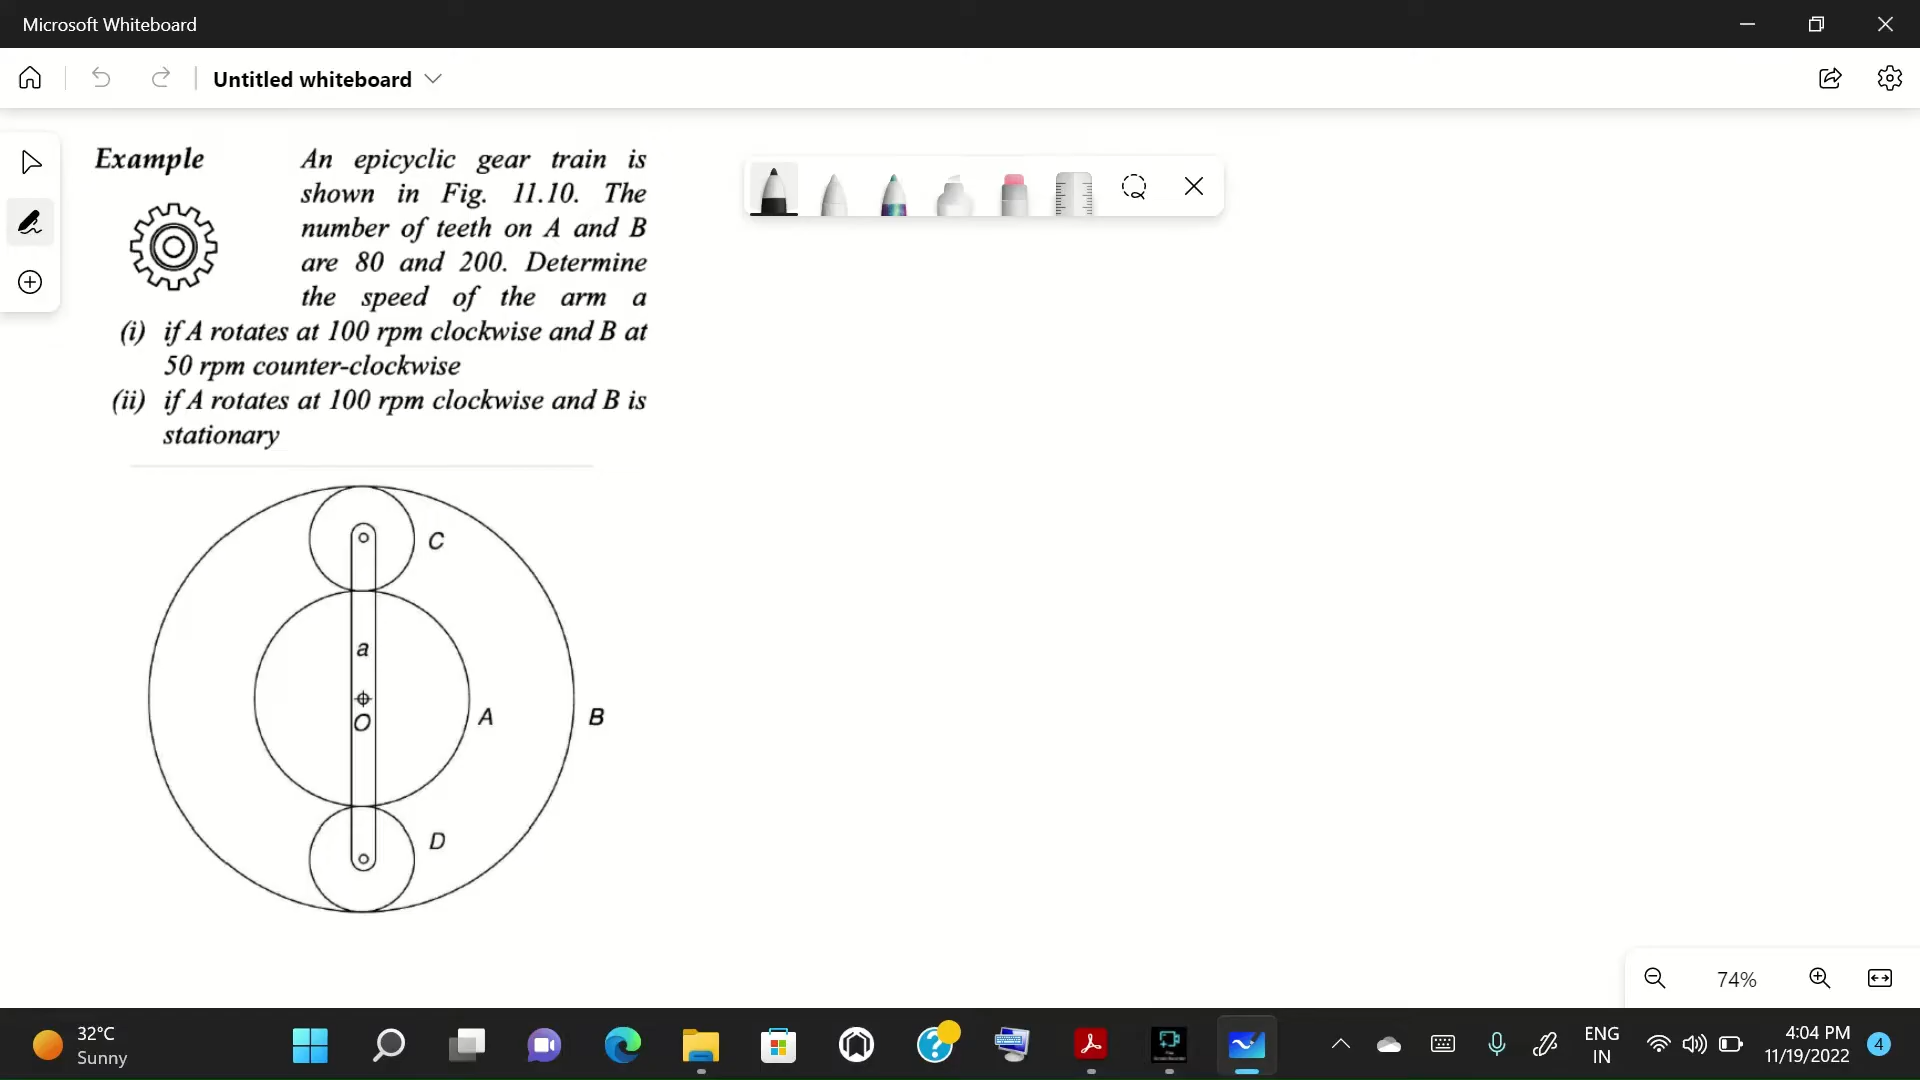 Microsoft Whiteboard
Untitled whiteboard
Example
An epicyclic gear train is
shown in Fig. 11.10. The
number of teeth on A and B
are 80 and 200. Determine
the speed of the arm a
(i) if A rotates at 100 rpm clockwise and B at
50 rpm counter-clockwise
(ii) if A rotates at 100 rpm clockwise and B is
stationary
C
a
O
A
B
D
74%
32°C
Sunny
ENG
IN
4:04 PM
11/19/2022
4